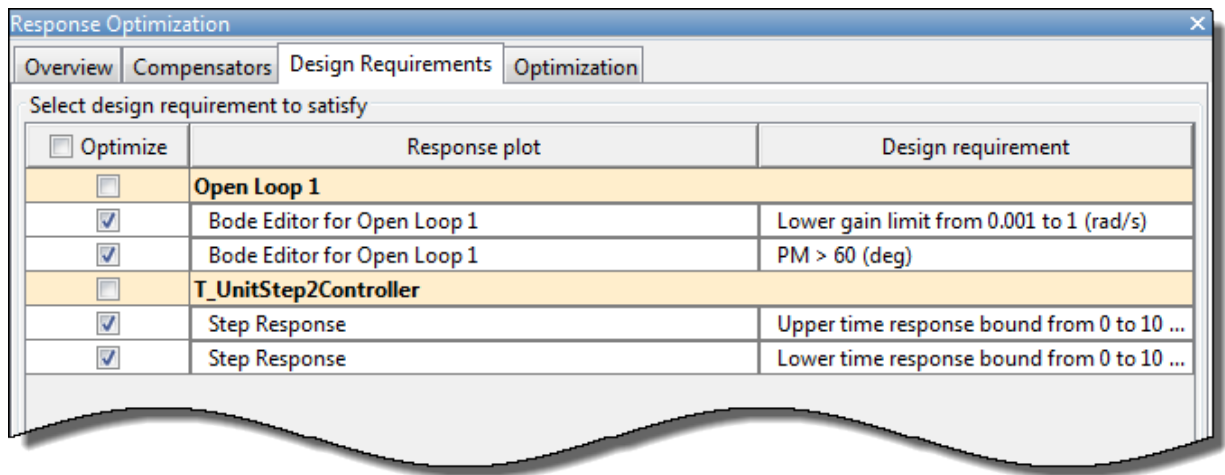 Response Optimization
Overview Compensators Design Requirements Optimization
Select design requirement to satisfy
Optimize Response plot Design requirement
Open Loop 1
Bode Editor for Open Loop 1 Lower gain limit from 0.001 to 1 (rad/s)
Bode Editor for Open Loop 1 PM > 60 (deg)
T_UnitStep2Controller
Step Response Upper time response bound from 0 to 10 ...
Step Response Lower time response bound from 0 to 10 ...